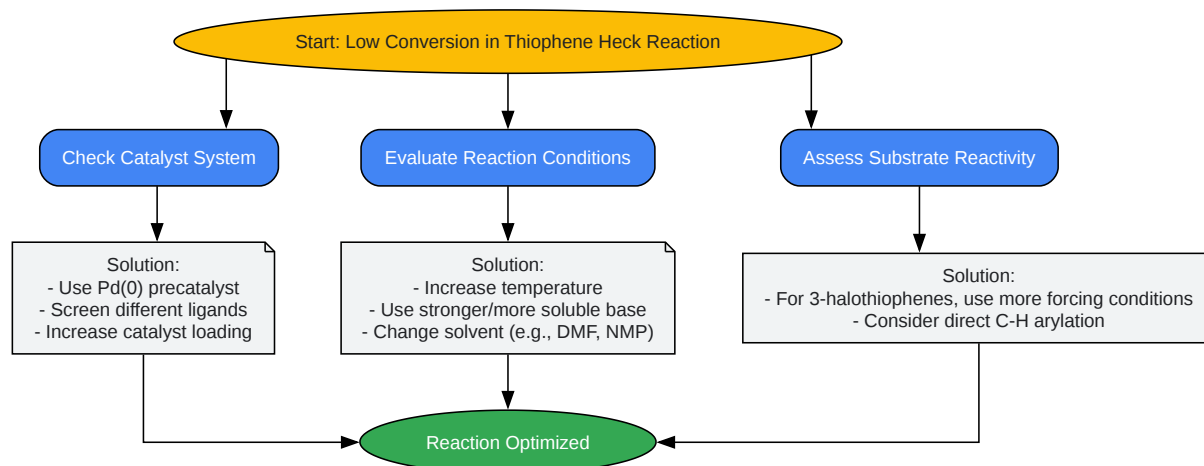 Start: Low Conversion in Thiophene Heck Reaction
Check Catalyst System
Evaluate Reaction Conditions
Assess Substrate Reactivity
Solution:
- Use Pd(0) precatalyst
- Screen different ligands
- Increase catalyst loading
Solution:
- Increase temperature
- Use stronger/more soluble base
- Change solvent (e.g., DMF, NMP)
Solution:
- For 3-halothiophenes, use more forcing conditions
- Consider direct C-H arylation
Reaction Optimized